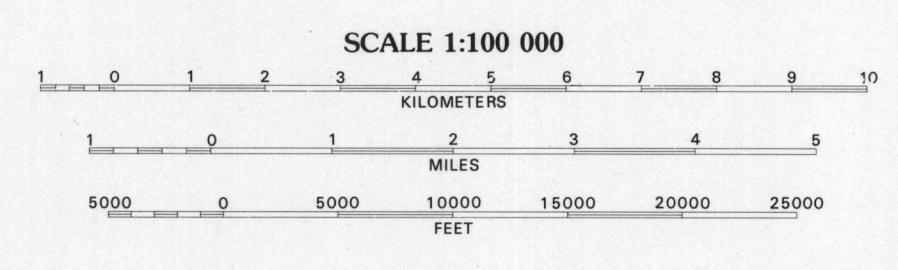 SCALE 1:100 000
1 0 1 2 3 4 5 6 7 8 9 10
KILOMETERS
1 0 1 2 3 4 5
MILES
5000 0 5000 10000 15000 20000 25000
FEET